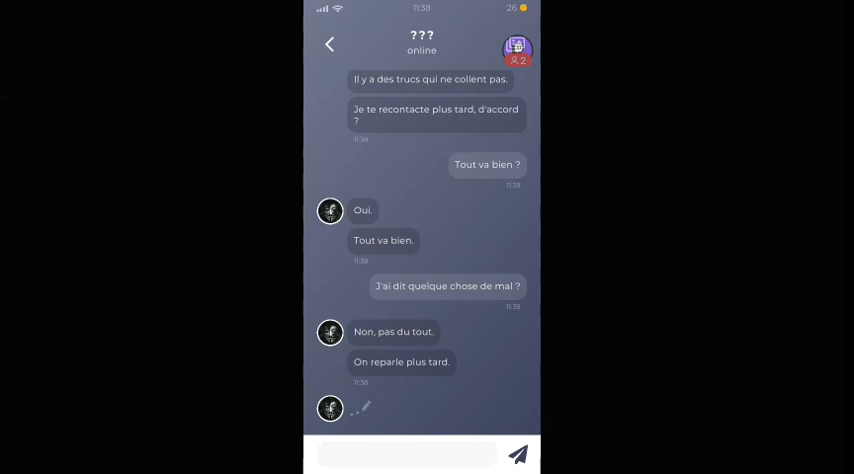 11:38
26
???
online
2
Il y a des trucs qui ne collent pas.
Je te recontacte plus tard, d'accord
?
11:38
Tout va bien ?
11:38
Oui.
Tout va bien.
11:38
J'ai dit quelque chose de mal ?
11:38
Non, pas du tout.
On reparle plus tard.
11:38